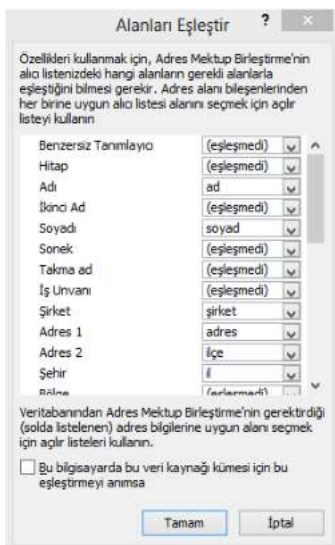 Alanları Eşleştir ?
Özellikleri kullanmak için, Adres Mektup Birleştirme'nin
alıcı listenizdeki hangi alanların gerekli alanlarla
eşleştiğini bilmesi gerekir. Adres alanı bileşenlerinden
her birine uygun alıcı listesi alanını seçmek için açılır
listeyi kullanın
Benzersiz Tanımlayıcı (eşleşmedi)
Hitap (eşleşmedi)
Adı ad
İkinci Ad (eşleşmedi)
Soyadı soyad
Sonek (eşleşmedi)
Takma ad (eşleşmedi)
İş Unvanı (eşleşmedi)
Şirket şirket
Adres 1 adres
Adres 2 ilçe
Şehir il
Bölge (eşleşmedi)
Veritabanından Adres Mektup Birleştirme'nin gerektirdiği
(solda listelenen) adres bilgilerine uygun alanı seçmek
için açılır listeleri kullanın.
Bu bilgisayarda bu veri kaynağı kümesi için bu
eşleştirmeyi anımsa
Tamam İptal